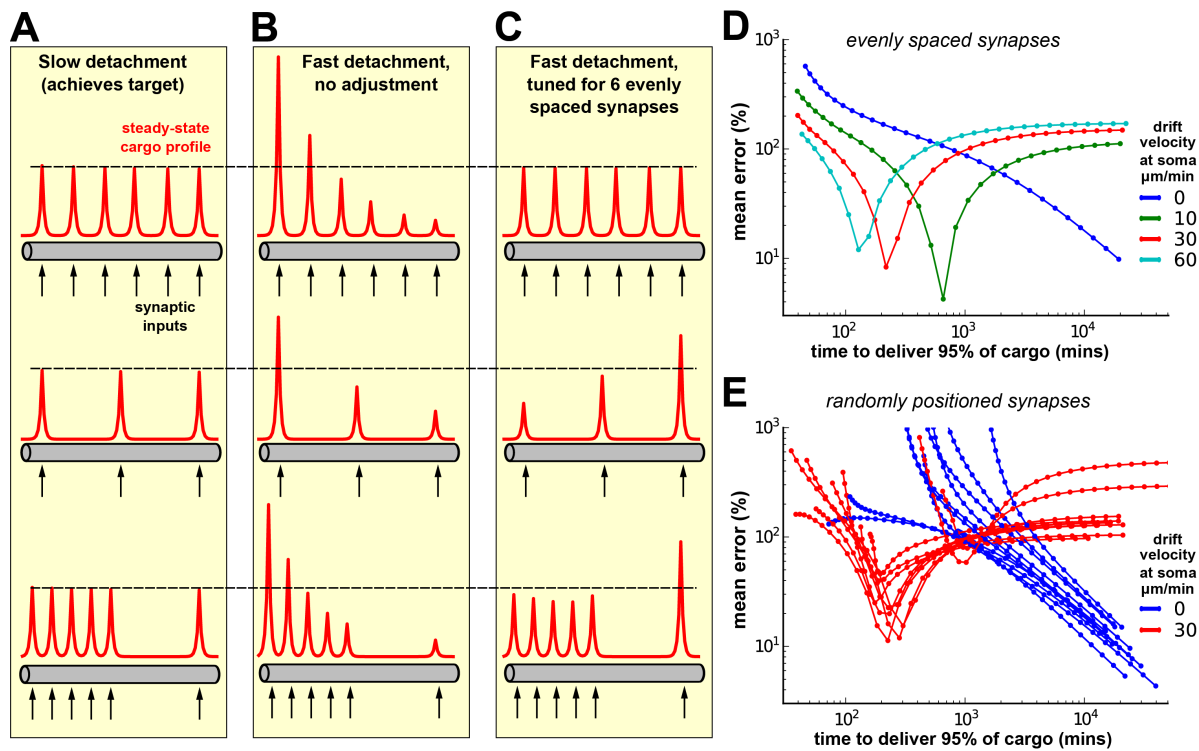 A
Slow detachment
(achieves target)
steady-state
cargo profile
synaptic
inputs
B
Fast detachment,
no adjustment
C
Fast detachment,
tuned for 6 evenly
spaced synapses
D
evenly spaced synapses
10³
10²
10¹
mean error (%)
10² 10³ 10⁴
time to deliver 95% of cargo (mins)
drift
velocity
at soma
µm/min
0
10
30
60
E
randomly positioned synapses
10³
10²
10¹
mean error (%)
10² 10³ 10⁴
time to deliver 95% of cargo (mins)
drift
velocity
at soma
µm/min
0
30